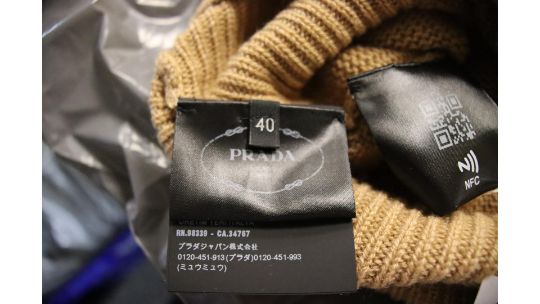 40
PRADA
NFC
RN.98339 - CA.34767
プラダジャパン株式会社
0120-451-913(プラダ)0120-451-993
(ミュウミュウ)